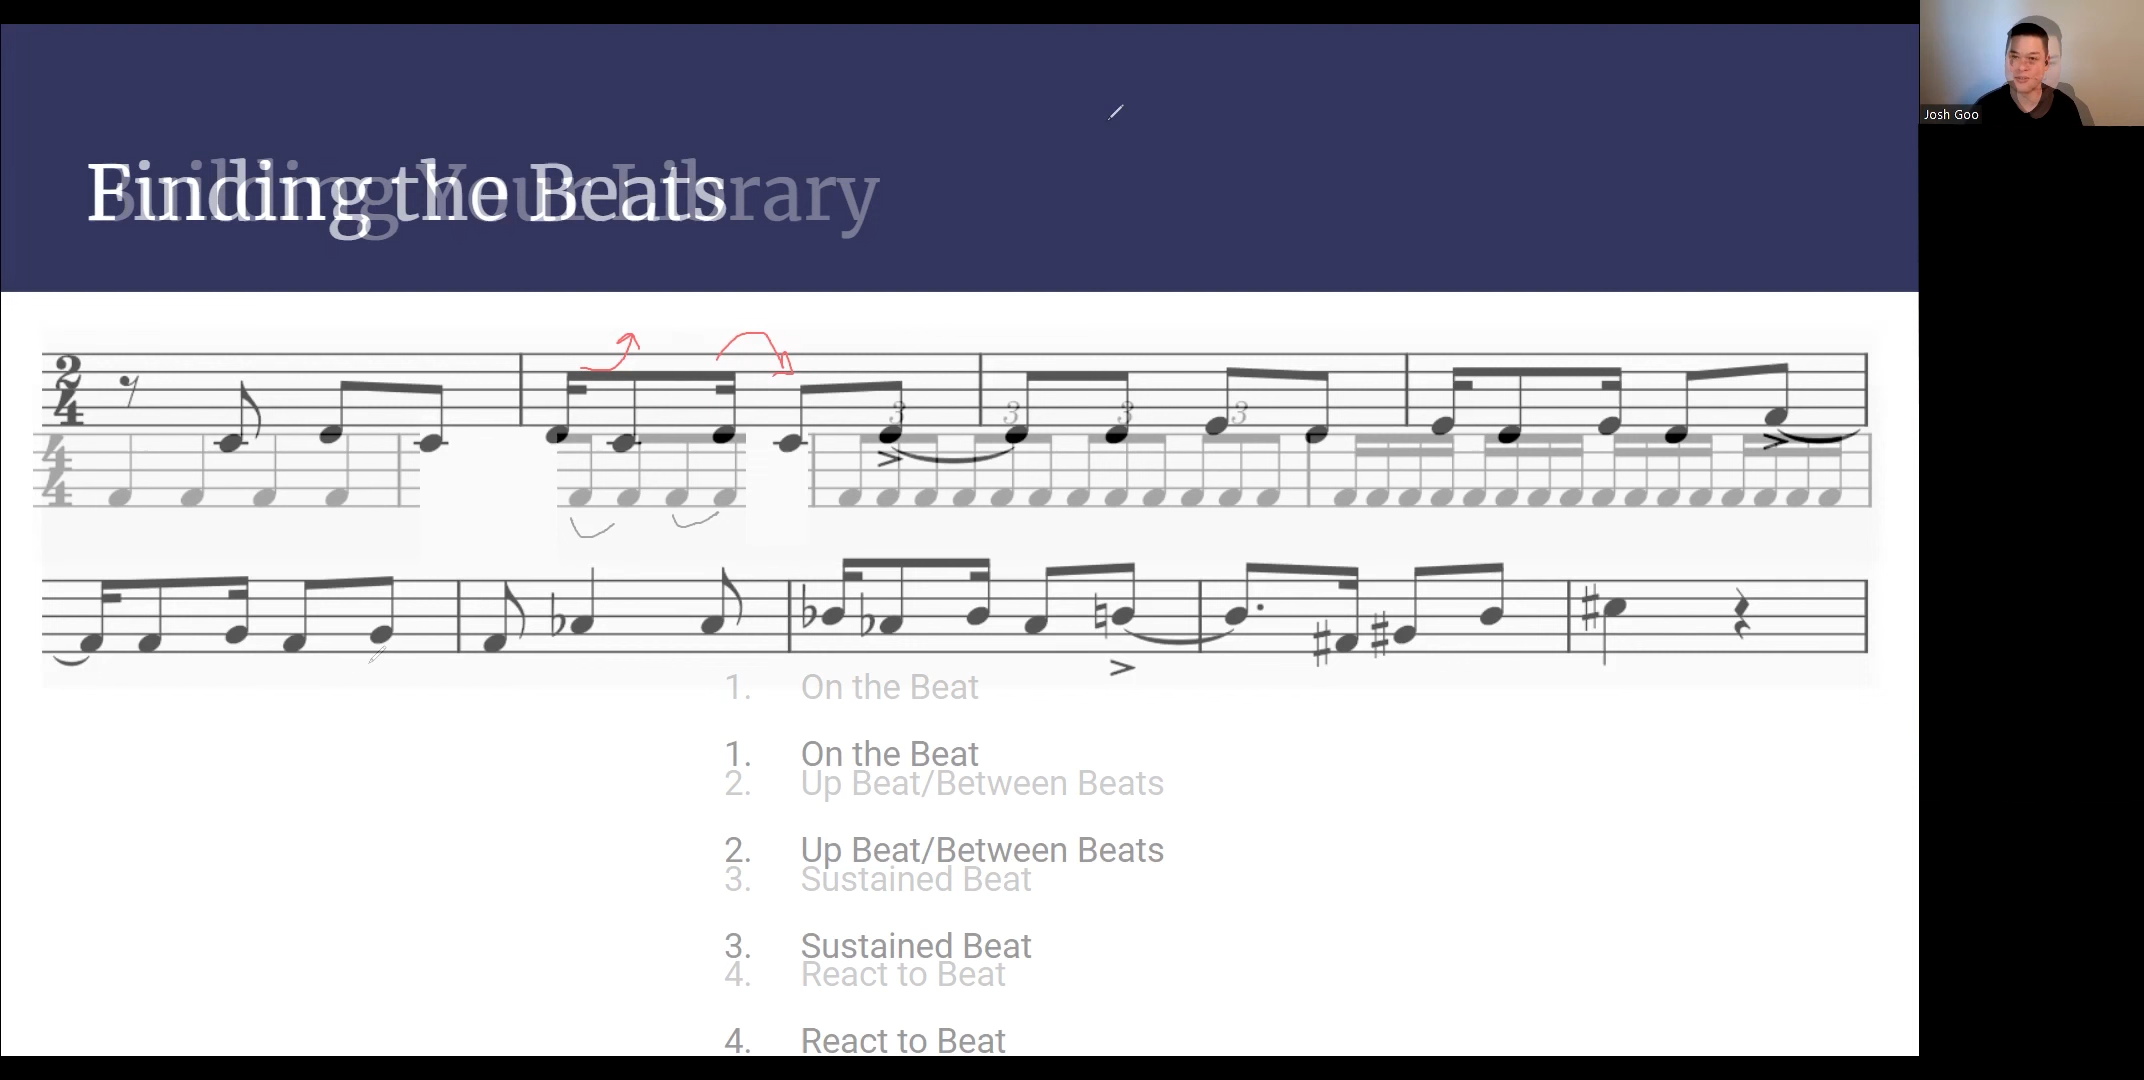 Josh Goo
Finding the Beats
Building Your Library
2
4
3 3 3 3
4
4
1. On the Beat
1. On the Beat
2. Up Beat/Between Beats
2. Up Beat/Between Beats
3. Sustained Beat
3. Sustained Beat
4. React to Beat
4. React to Beat